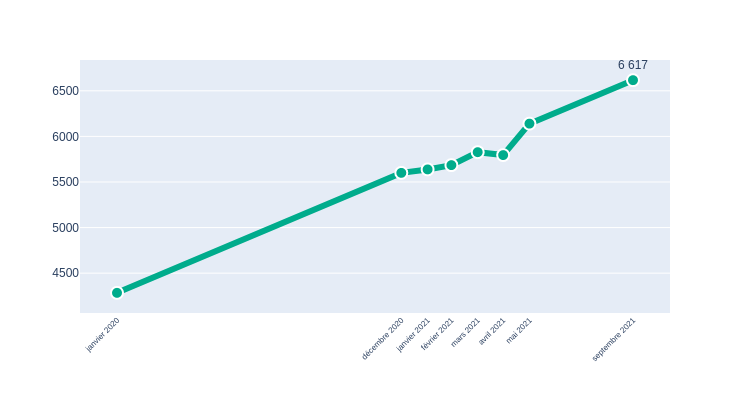 6 617
6500
6000
5500
5000
4500
janvier 2020
décembre 2020
janvier 2021
février 2021
mars 2021
avril 2021
mai 2021
septembre 2021